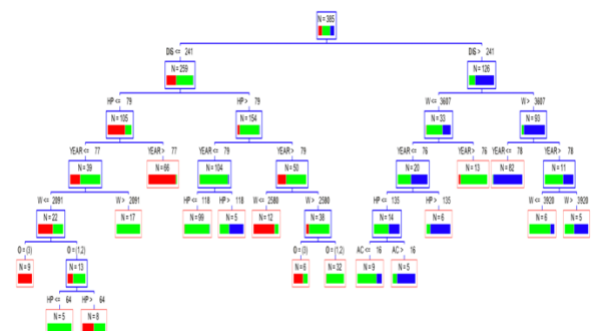 N=385
DIS <= 241 DIS > 241
N=259 N=126
HP <= 79 HP > 79 W <= 3607 W > 3607
N=105 N=154 N=33 N=93
YEAR <= 77 YEAR > 77 YEAR <= 79 YEAR > 79 YEAR <= 76 YEAR > 76 YEAR <= 78 YEAR > 78
N=39 N=66 N=104 N=50 N=20 N=13 N=82 N=11
W <= 2091 W > 2091 HP <= 118 HP > 118 W <= 2580 W > 2580 HP <= 135 HP > 135 W <= 3920 W > 3920
N=22 N=17 N=99 N=5 N=12 N=38 N=14 N=6 N=6 N=5
O={3} O={1,2} O={3} O={1,2} AC <= 16 AC > 16
N=9 N=13 N=6 N=32 N=9 N=5
HP <= 64 HP > 64
N=5 N=8